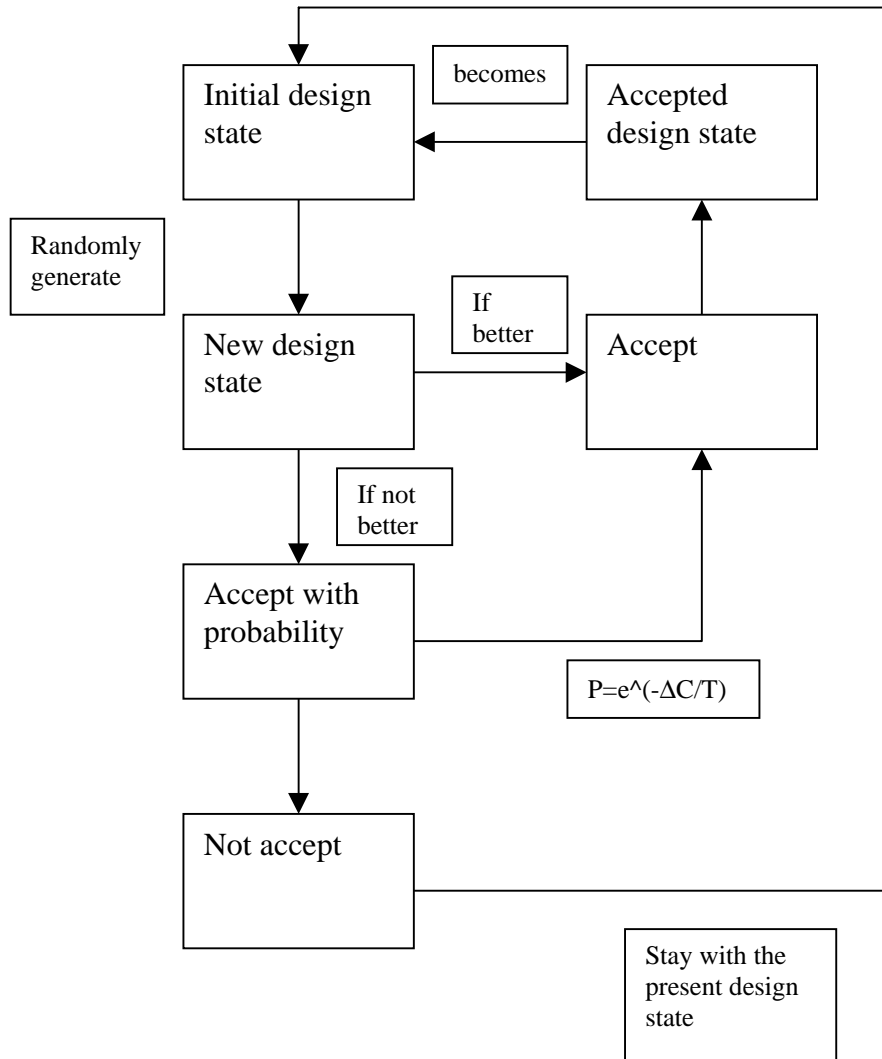 becomes
Initial design
state
Accepted
design state
Randomly
generate
If
better
New design
state
Accept
If not
better
Accept with
probability
P=e^(-ΔC/T)
Not accept
Stay with the
present design
state